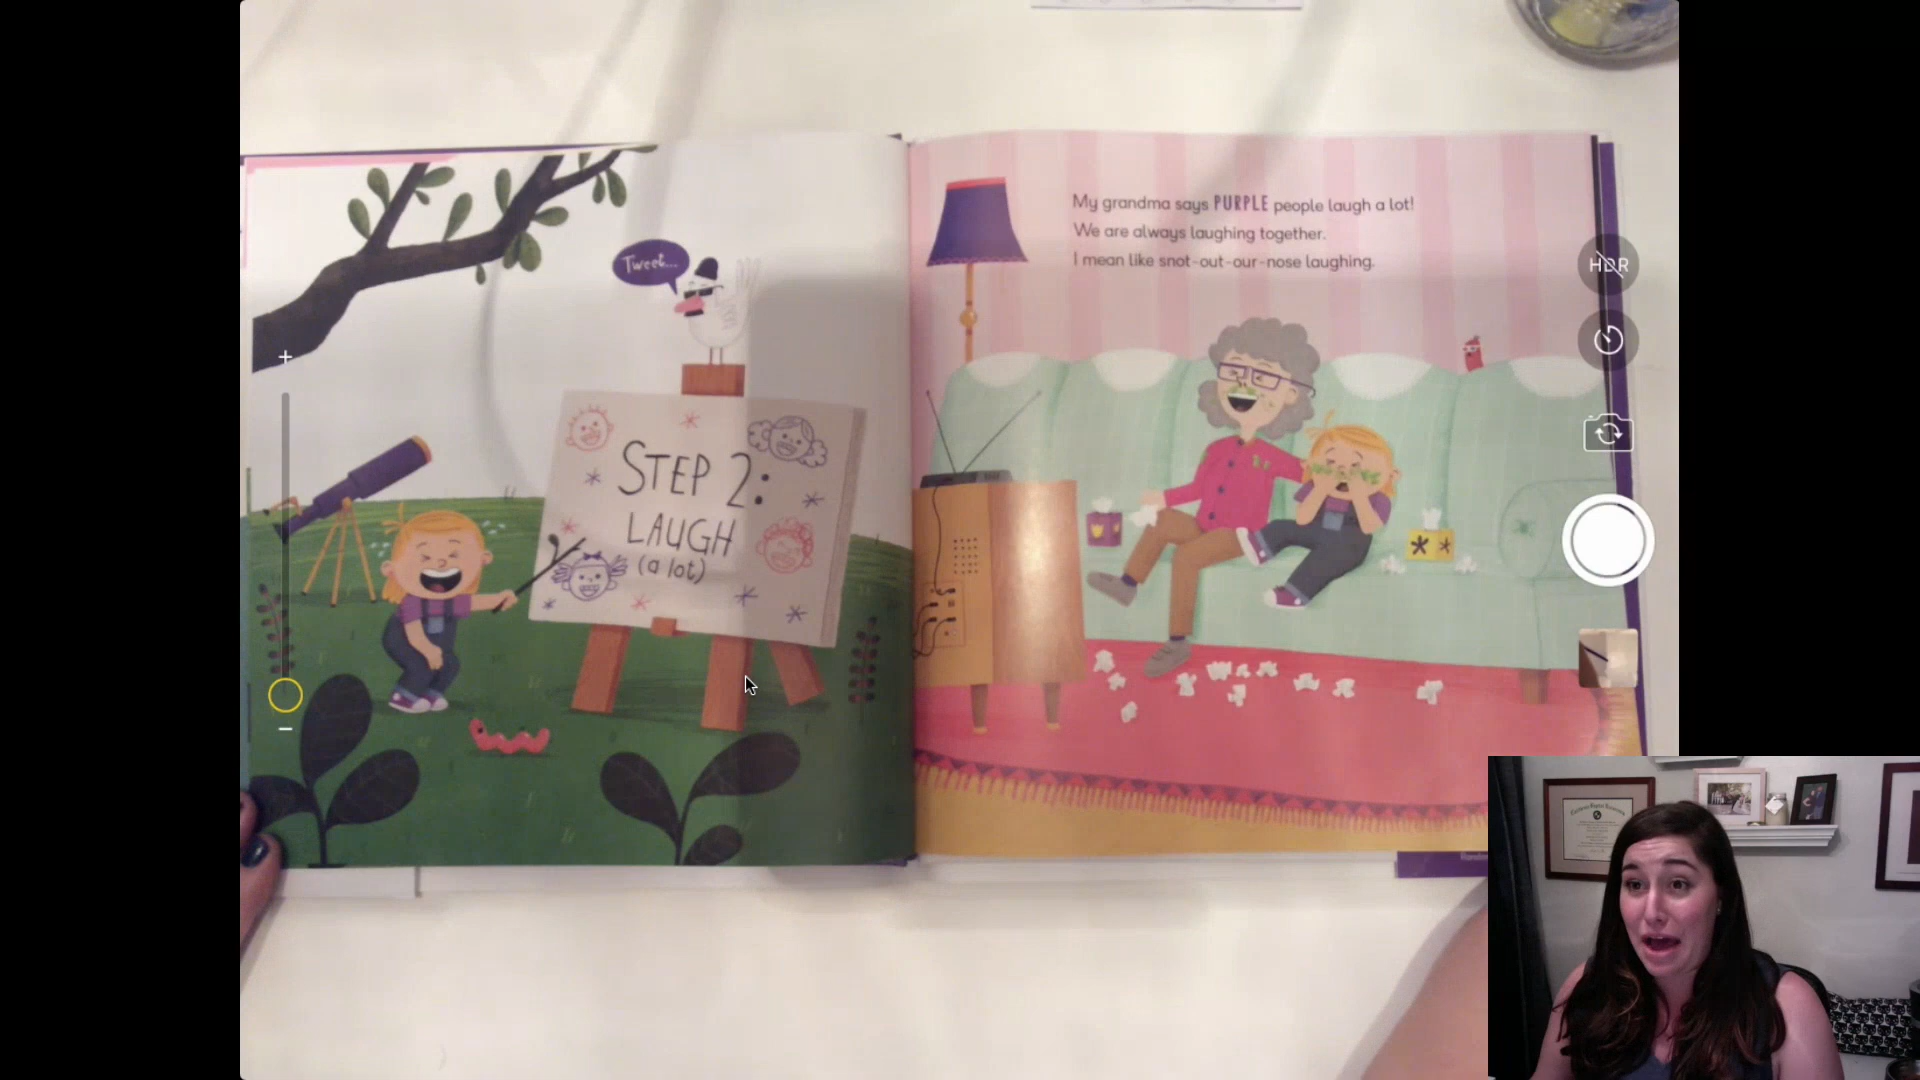 Tweet...
STEP 2:
LAUGH
(a lot)
My grandma says PURPLE people laugh a lot!
We are always laughing together.
I mean like snot-out-our-nose laughing.
HDR